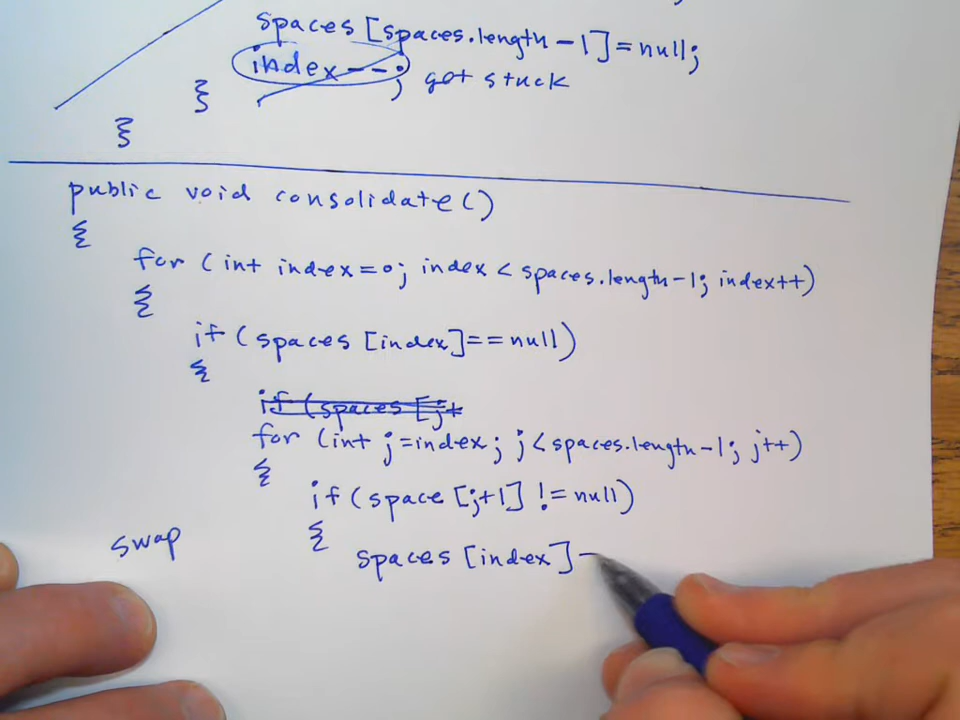 spaces[spaces.length-1]=null;
index--; got stuck
}
}
public void consolidate()
{
for (int index=0; index<spaces.length-1; index++)
{
if (spaces[index]==null)
{
if (spaces[j+
for (int j=index; j<spaces.length-1; j++)
{
if (space[j+1] != null)
{
swap
spaces[index]